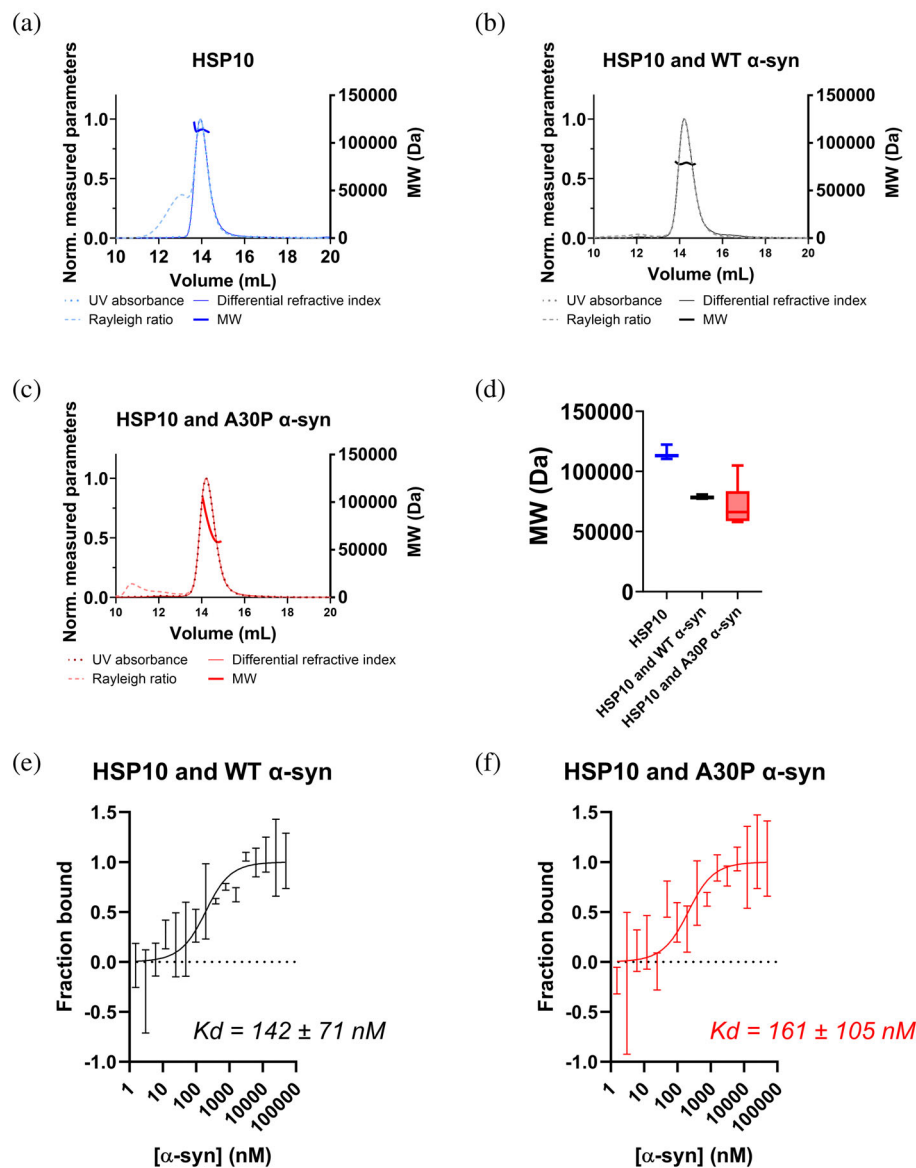 (a)
HSP10
Norm. measured parameters
1.0
0.5
0.0
150000
100000
50000
0
MW (Da)
10 12 14 16 18 20
Volume (mL)
UV absorbance Differential refractive index
Rayleigh ratio MW
(b)
HSP10 and WT α-syn
Norm. measured parameters
1.0
0.5
0.0
150000
100000
50000
0
MW (Da)
10 12 14 16 18 20
Volume (mL)
UV absorbance Differential refractive index
Rayleigh ratio MW
(c)
HSP10 and A30P α-syn
Norm. measured parameters
1.0
0.5
0.0
150000
100000
50000
0
MW (Da)
10 12 14 16 18 20
Volume (mL)
UV absorbance Differential refractive index
Rayleigh ratio MW
(d)
MW (Da)
150000
100000
50000
0
HSP10
HSP10 and WT α-syn
HSP10 and A30P α-syn
(e)
HSP10 and WT α-syn
Fraction bound
1.5
1.0
0.5
0.0
-0.5
-1.0
Kd = 142 ± 71 nM
1 10 100 1000 10000 100000
[α-syn] (nM)
(f)
HSP10 and A30P α-syn
Fraction bound
1.5
1.0
0.5
0.0
-0.5
-1.0
Kd = 161 ± 105 nM
1 10 100 1000 10000 100000
[α-syn] (nM)